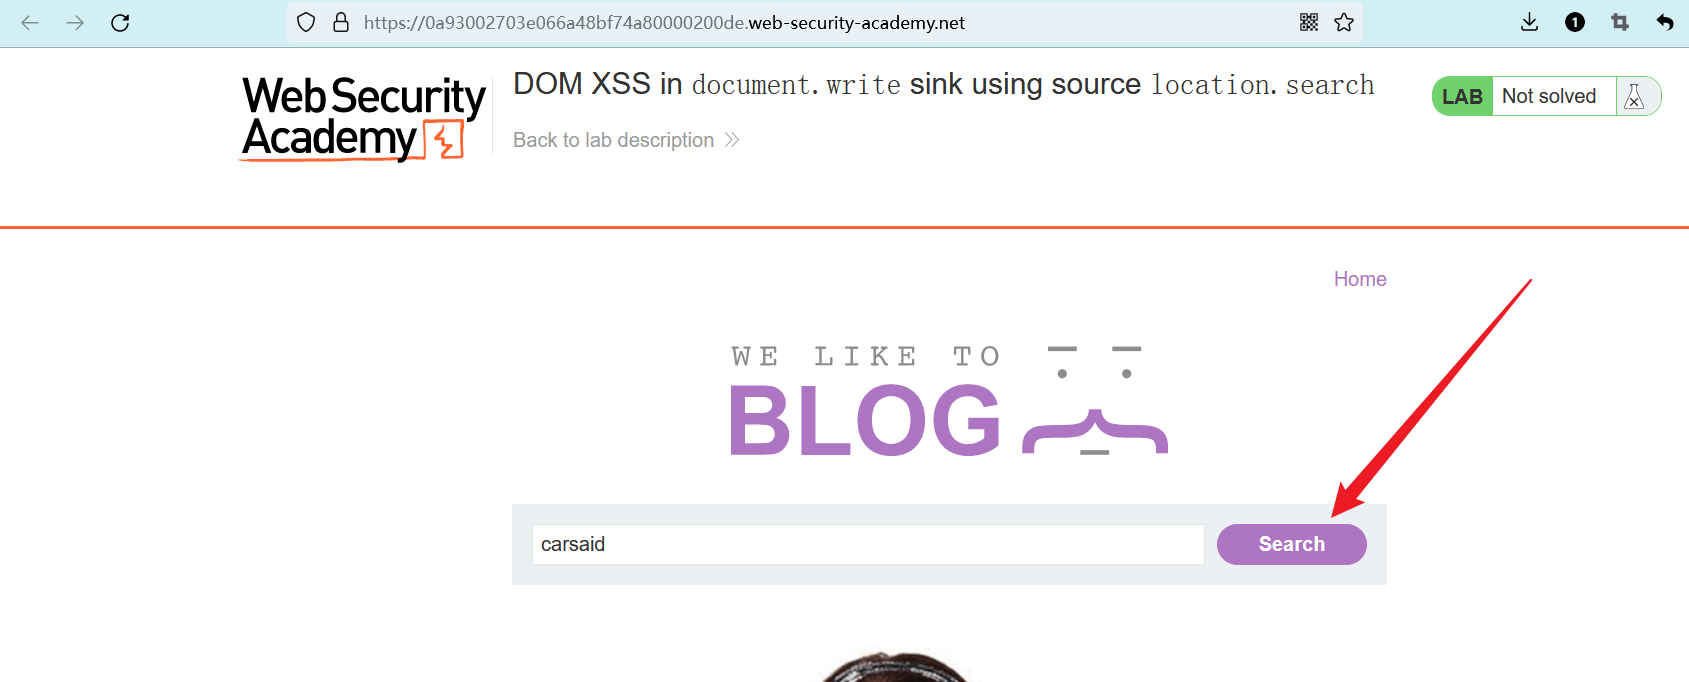 https://0a93002703e066a48bf74a80000200de.web-security-academy.net
1
Web Security
Academy
DOM XSS in document.write sink using source location.search
Back to lab description
LAB Not solved
Home
WE LIKE TO
BLOG
carsaid
Search